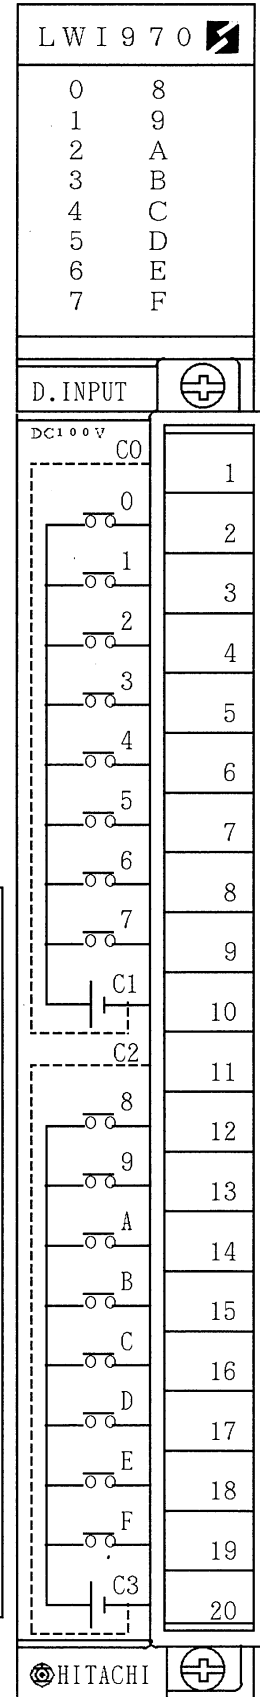 LWI970
0 8
1 9
2 A
3 B
4 C
5 D
6 E
7 F
D.INPUT
DC100V
C0
1
0
2
1
3
2
4
3
5
4
6
5
7
6
8
7
9
C1
10
C2
11
8
12
9
13
A
14
B
15
C
16
D
17
E
18
F
19
C3
20
HITACHI